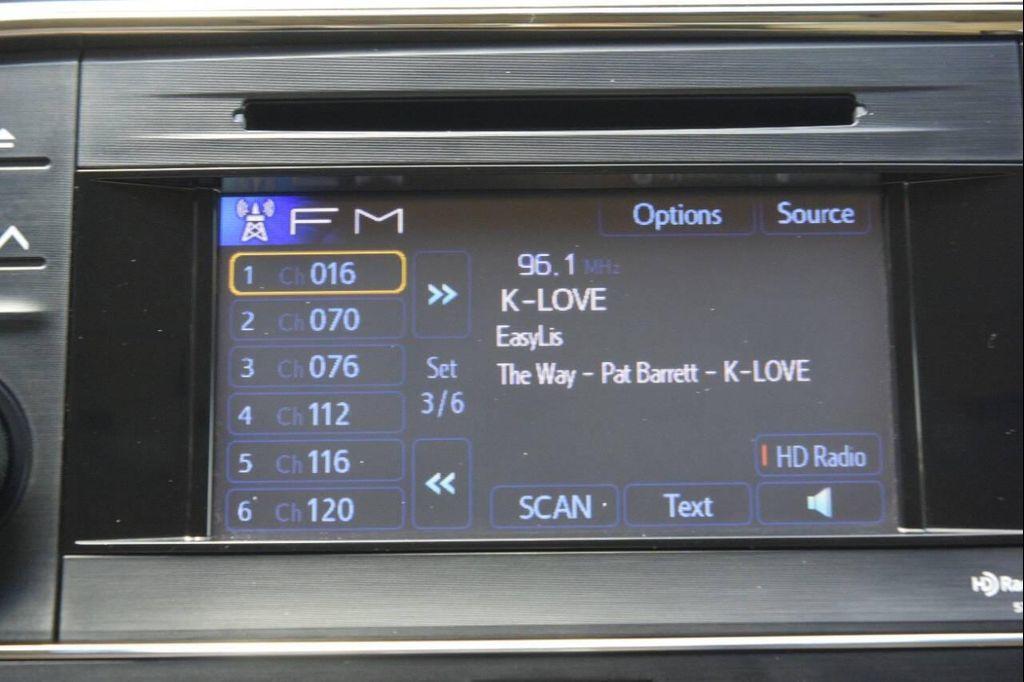 FM
Options
Source
1 Ch 016
2 Ch 070
3 Ch 076
4 Ch 112
5 Ch 116
6 Ch 120
>>
Set
3/6
<<
96.1 MHz
K-LOVE
EasyLis
The Way - Pat Barrett - K-LOVE
HD Radio
SCAN
Text
HD Ra